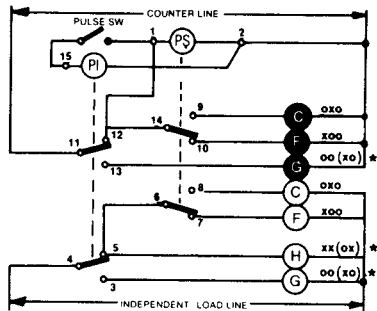 COUNTER LINE
PULSE SW
1 PS 2
15 PI
9 C oxo
14
12 F xoo
11 10
13 G oo(xo) *
8 C oxo
6 F xoo
7
5 H xx(ox) *
4
3 G oo(xo) *
INDEPENDENT LOAD LINE